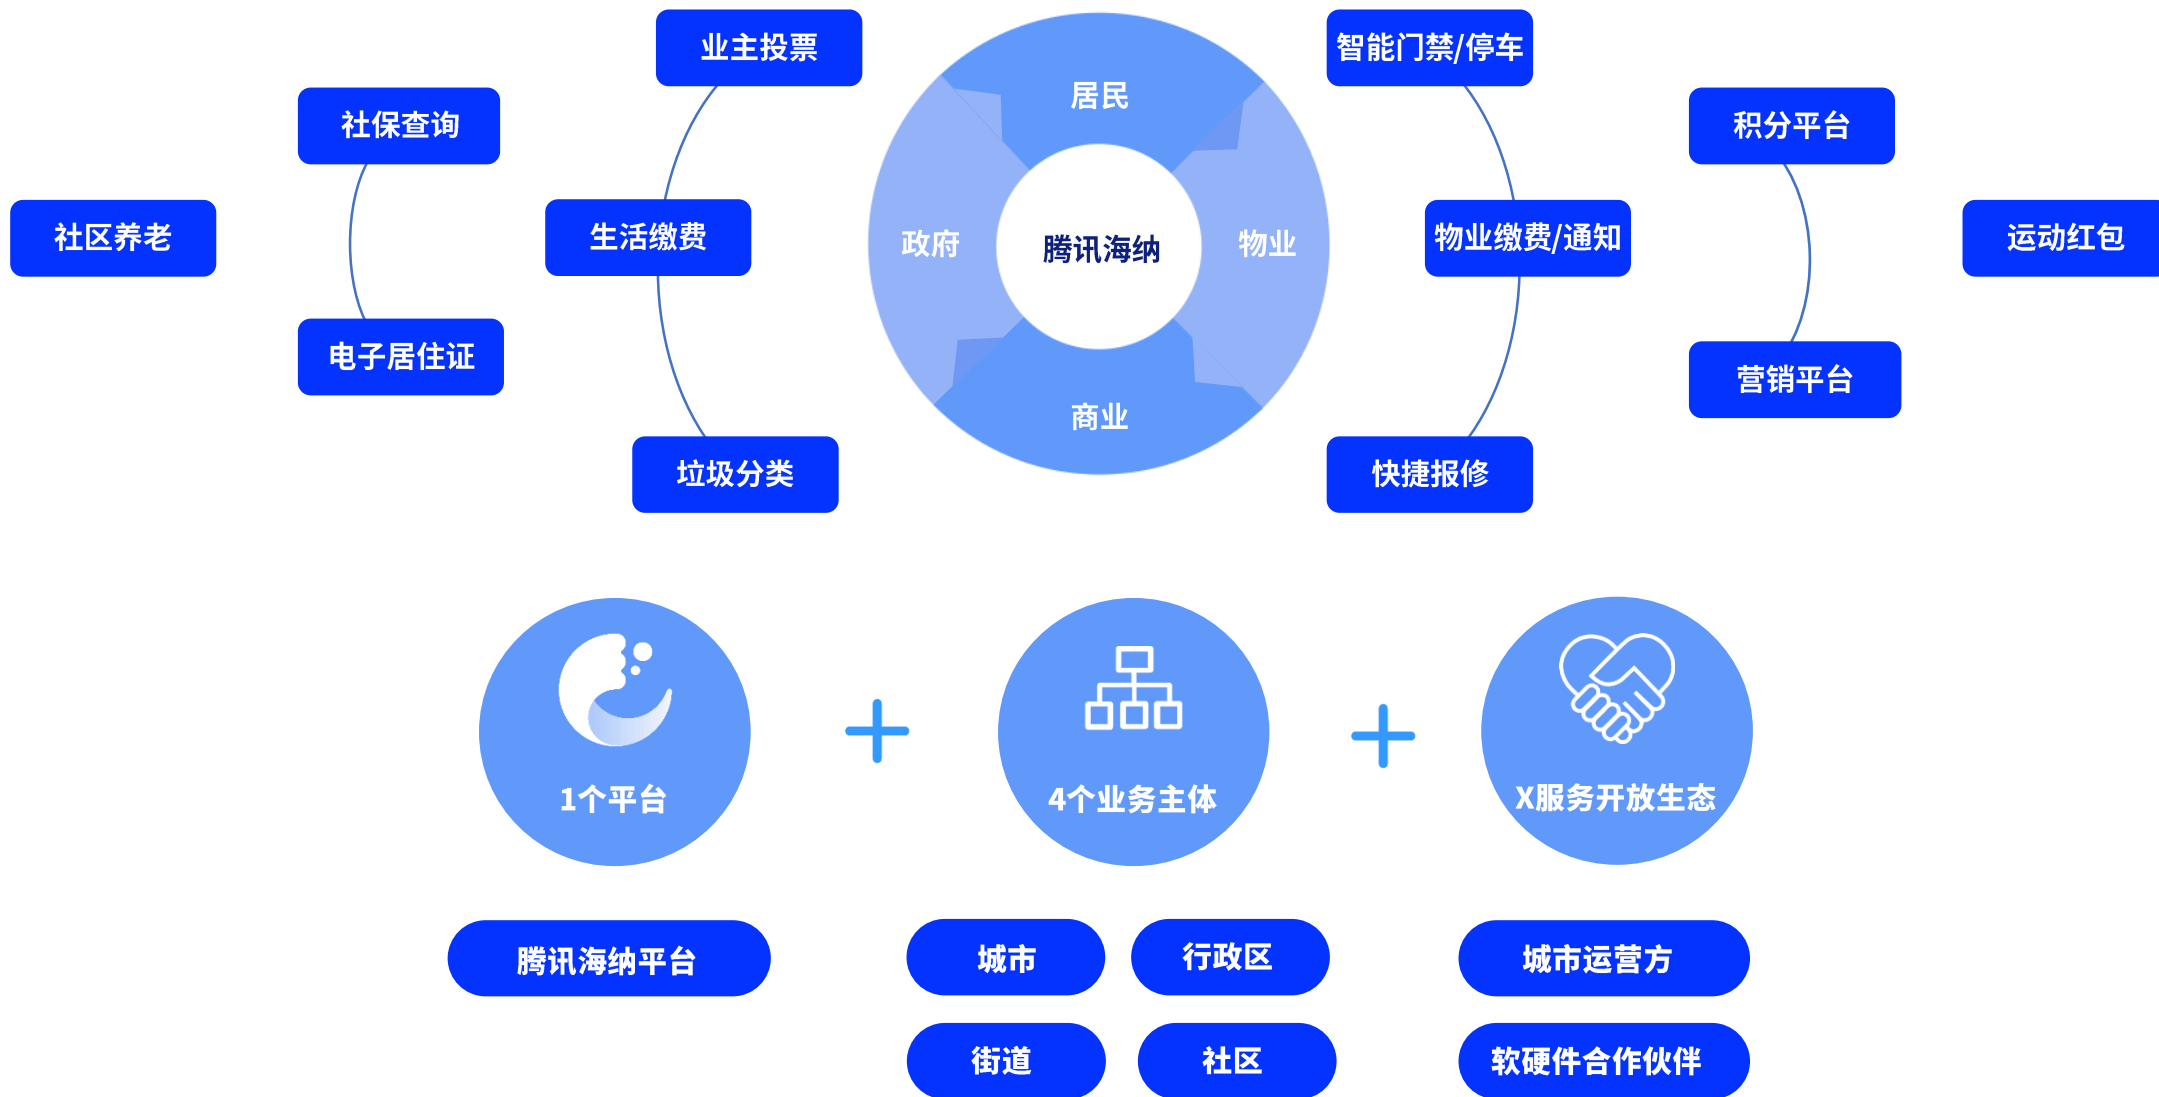 业主投票
智能门禁/停车
社保查询
居民
积分平台
社区养老
生活缴费
政府
腾讯海纳
物业
物业缴费/通知
运动红包
电子居住证
营销平台
商业
垃圾分类
快捷报修
1个平台
4个业务主体
X服务开放生态
腾讯海纳平台
城市
行政区
城市运营方
街道
社区
软硬件合作伙伴